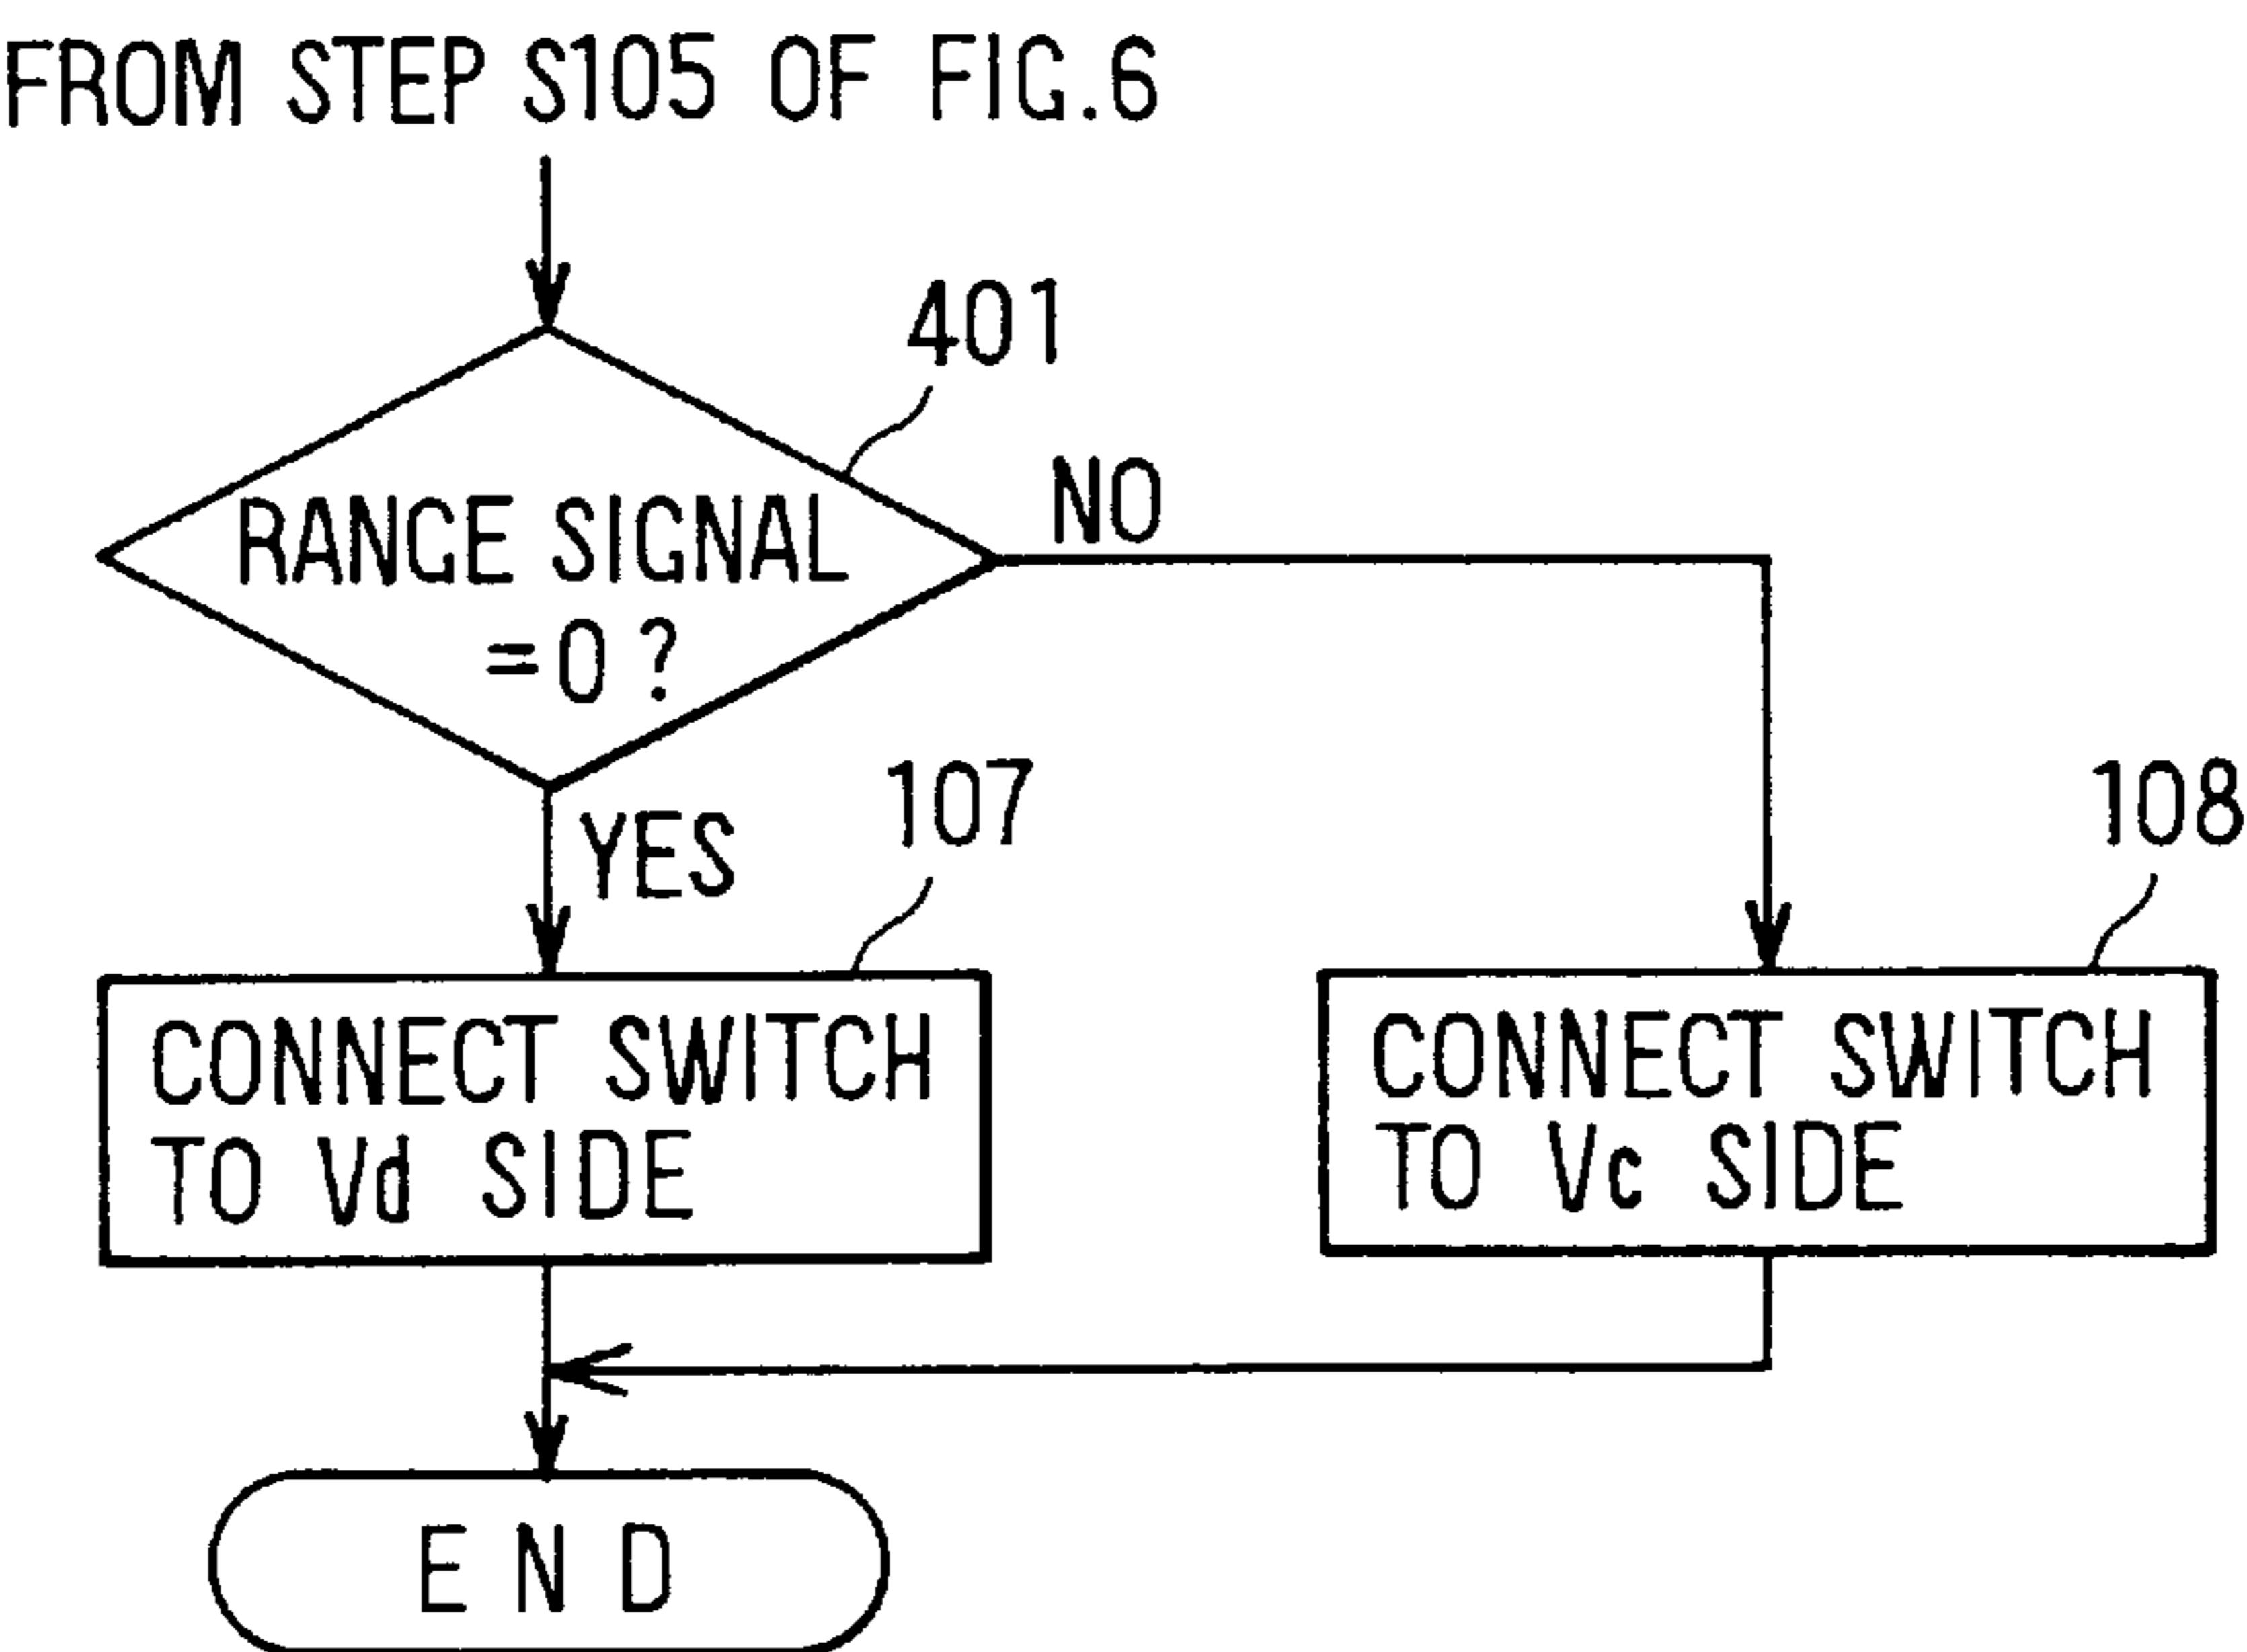 FROM STEP S105 OF FIG.6
401
RANGE SIGNAL
=0 ?
NO
YES
107
108
CONNECT SWITCH
TO Vd SIDE
CONNECT SWITCH
TO Vc SIDE
END